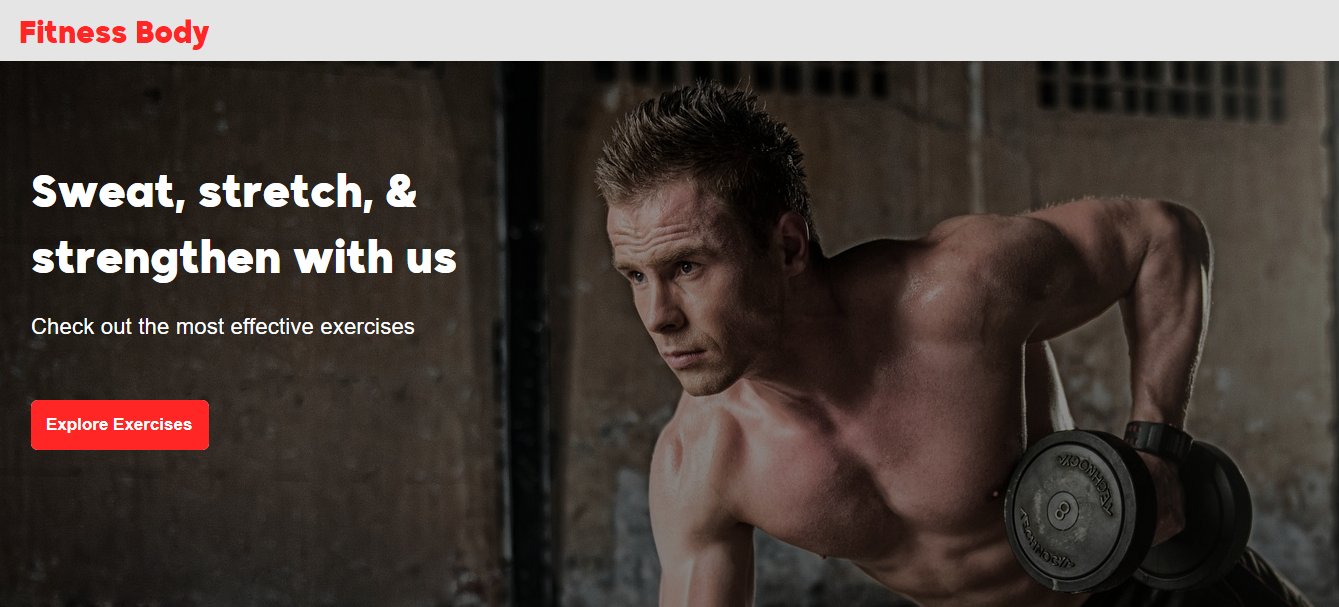 Fitness Body
Sweat, stretch, &
strengthen with us
Check out the most effective exercises
Explore Exercises
TECHNOGYM
8
TECHNOGYM